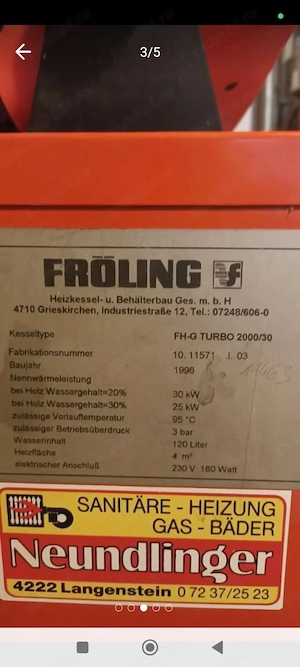 3/5
FRÖLING
Heizkessel- u. Behälterbau Ges. m. b. H
4710 Grieskirchen, Industriestraße 12, Tel.: 07248/606-0
Kesseltype FH-G TURBO 2000/30
Fabrikationsnummer 10. 11571 .I. 03
Baujahr 1996
Nennwärmeleistung
bei Holz Wassergehalt=20% 30 kW
bei Holz Wassergehalt=30% 25 kW
zulässige Vorlauftemperatur 95 °C
zulässiger Betriebsüberdruck 3 bar
Wasserinhalt 120 Liter
Heizfläche 4 m²
elektrischer Anschluß 230 V 180 Watt
SANITÄRE - HEIZUNG
GAS - BÄDER
Neundlinger
4222 Langenstein 0 72 37/25 23